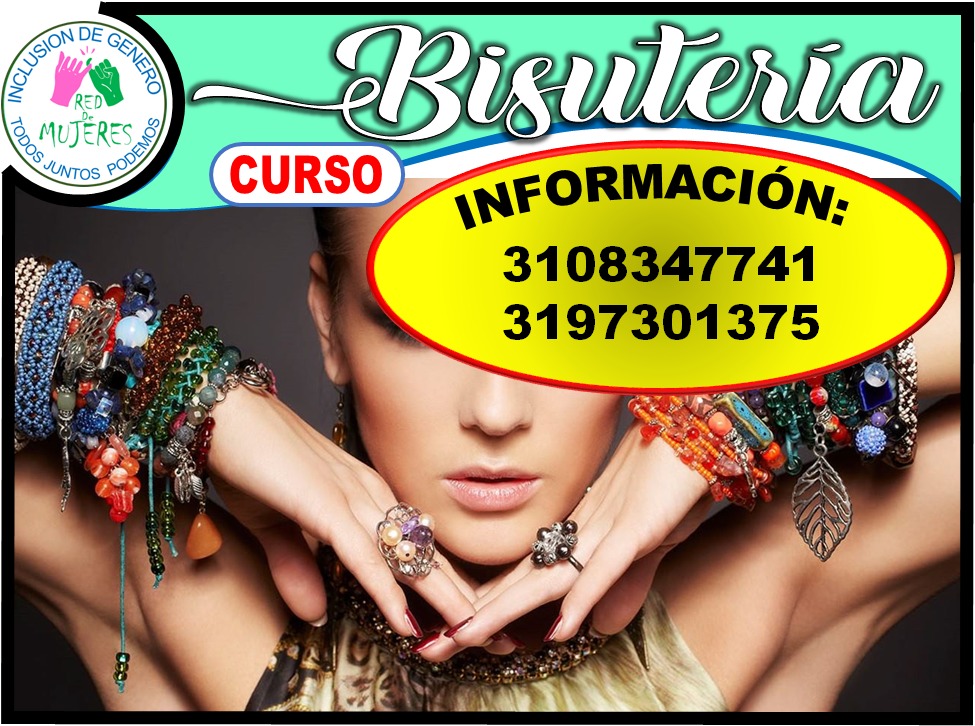 INCLUSION DE GENERO
RED
De
MUJERES
TODOS JUNTOS PODEMOS
Bisutería
CURSO
INFORMACIÓN:
3108347741
3197301375